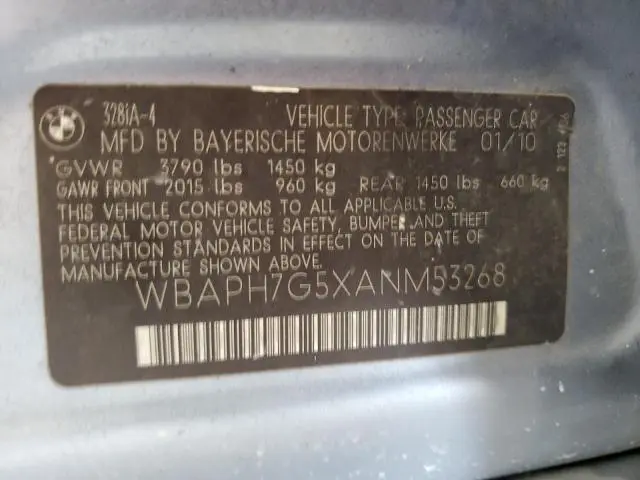 BMW
328iA-4 VEHICLE TYPE: PASSENGER CAR
MFD BY BAYERISCHE MOTORENWERKE 01/10
GVWR 3790 lbs 1450 kg
GAWR FRONT 2015 lbs 960 kg REAR 1450 lbs 660 kg
THIS VEHICLE CONFORMS TO ALL APPLICABLE U.S.
FEDERAL MOTOR VEHICLE SAFETY, BUMPER, AND THEFT
PREVENTION STANDARDS IN EFFECT ON THE DATE OF
MANUFACTURE SHOWN ABOVE:
WBAPH7G5XANM53268